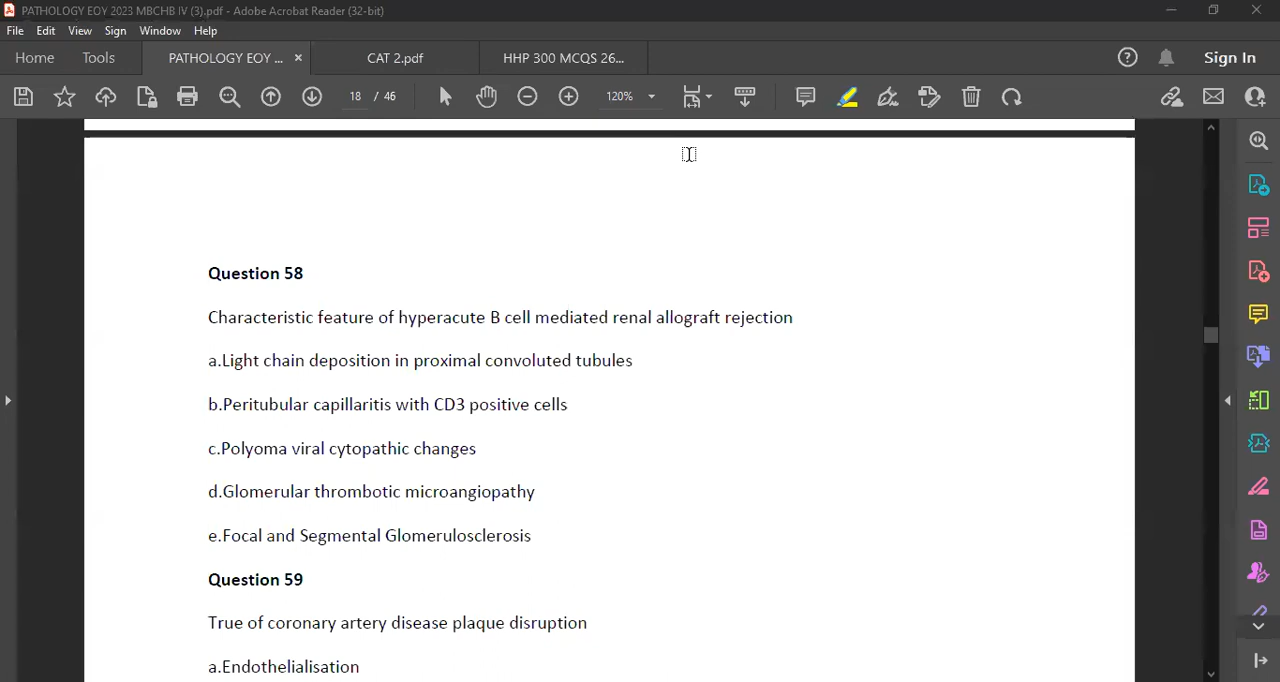 PATHOLOGY EOY 2023 MBCHB IV (3).pdf - Adobe Acrobat Reader (32-bit)
File Edit View Sign Window Help
Home Tools PATHOLOGY EOY ... × CAT 2.pdf HHP 300 MCQS 26... Sign In
18 / 46 120%
Question 58
Characteristic feature of hyperacute B cell mediated renal allograft rejection
a.Light chain deposition in proximal convoluted tubules
b.Peritubular capillaritis with CD3 positive cells
c.Polyoma viral cytopathic changes
d.Glomerular thrombotic microangiopathy
e.Focal and Segmental Glomerulosclerosis
Question 59
True of coronary artery disease plaque disruption
a.Endothelialisation